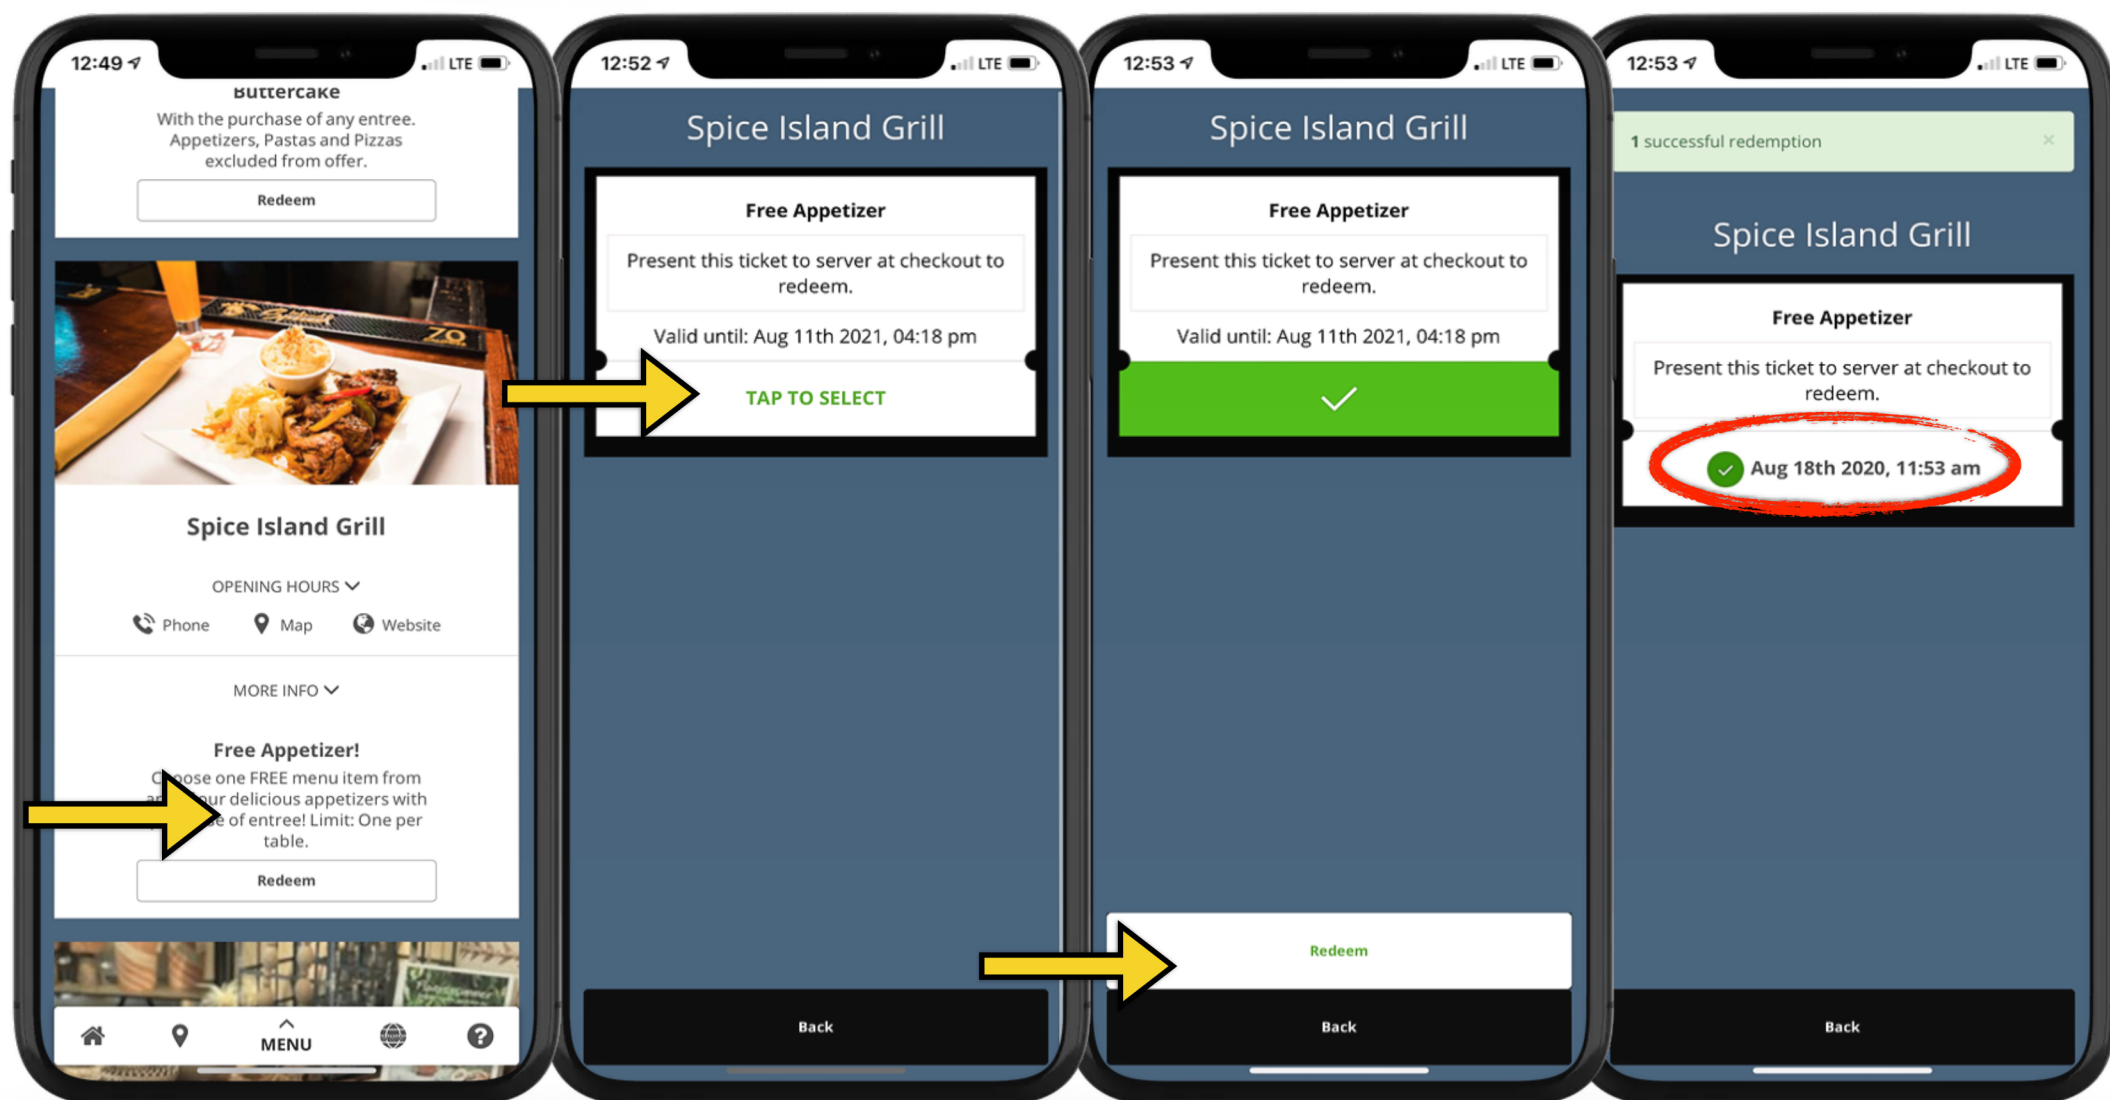 12:49
LTE
Buttercake
With the purchase of any entree.
Appetizers, Pastas and Pizzas
excluded from offer.
Redeem
ZO
Spice Island Grill
OPENING HOURS
Phone
Map
Website
MORE INFO
Free Appetizer!
Choose one FREE menu item from
our delicious appetizers with
of entree! Limit: One per
table.
Redeem
MENU
12:52
LTE
Spice Island Grill
Free Appetizer
Present this ticket to server at checkout to
redeem.
Valid until: Aug 11th 2021, 04:18 pm
TAP TO SELECT
Back
12:53
LTE
Spice Island Grill
Free Appetizer
Present this ticket to server at checkout to
redeem.
Valid until: Aug 11th 2021, 04:18 pm
Redeem
Back
12:53
LTE
1 successful redemption
Spice Island Grill
Free Appetizer
Present this ticket to server at checkout to
redeem.
Aug 18th 2020, 11:53 am
Back